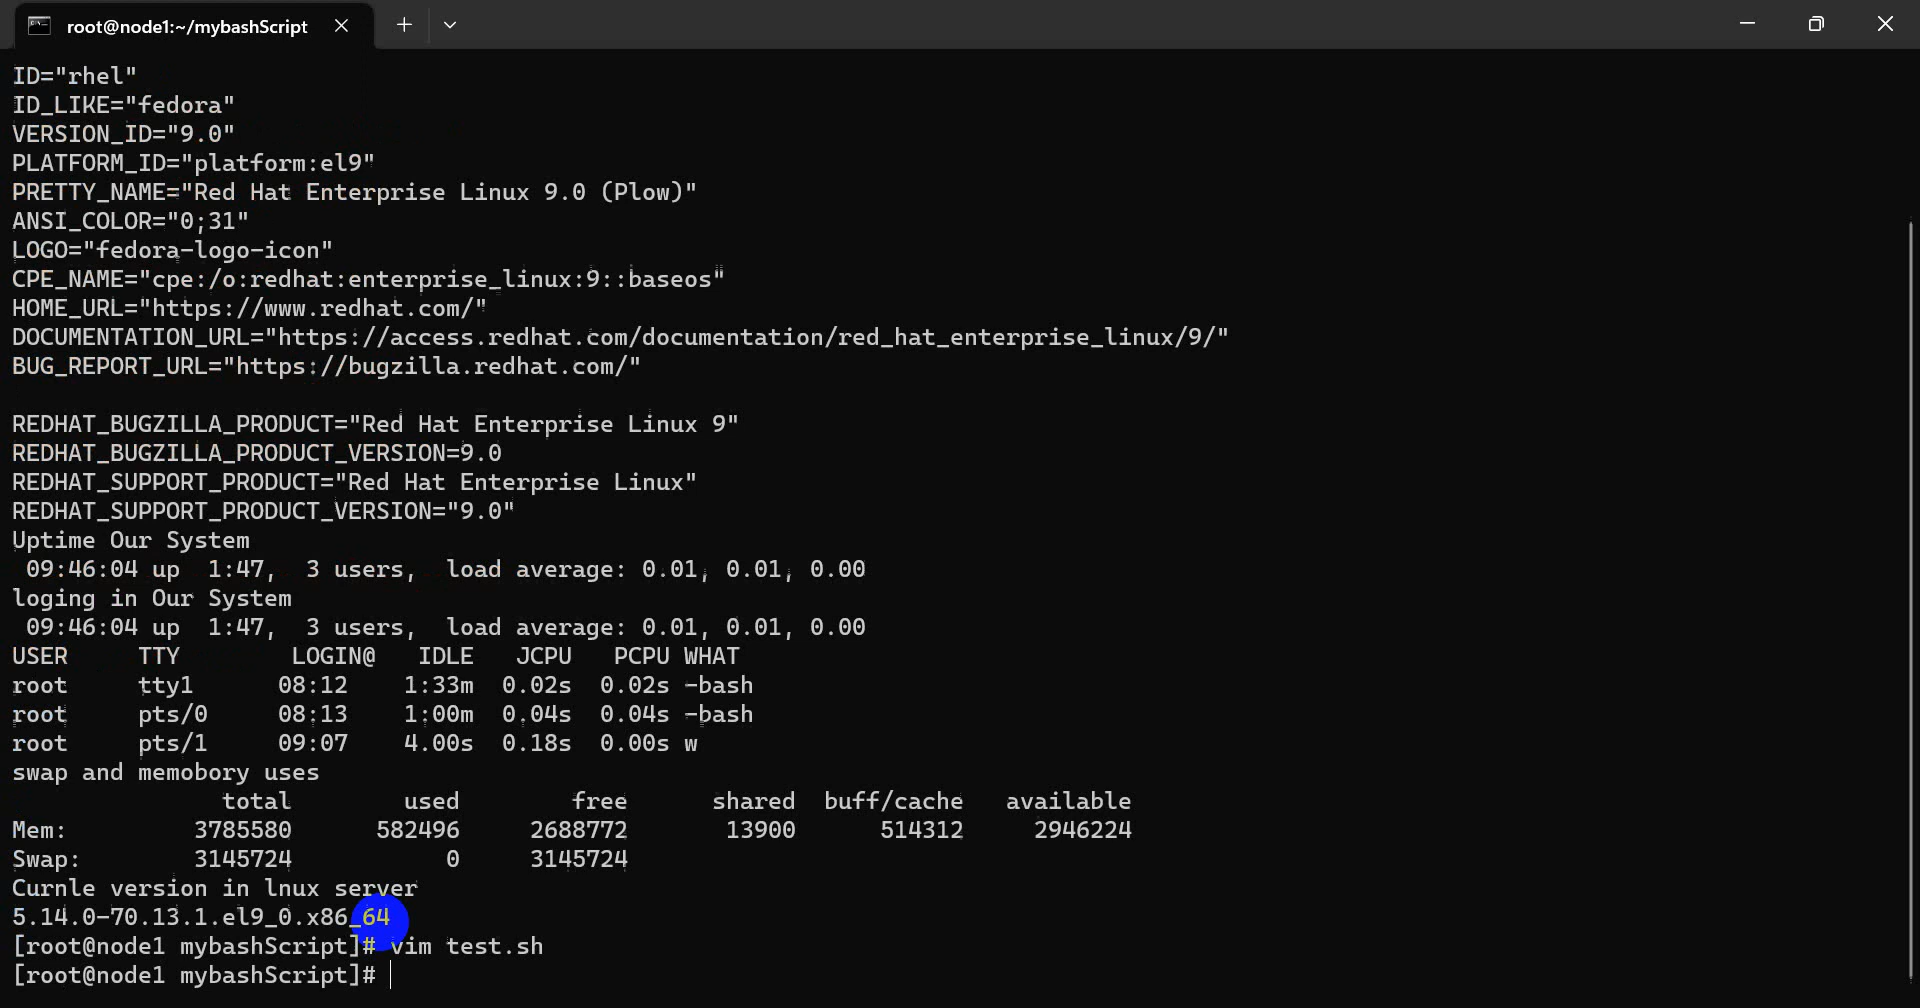 root@node1:~/mybashScript
ID="rhel"
ID_LIKE="fedora"
VERSION_ID="9.0"
PLATFORM_ID="platform:el9"
PRETTY_NAME="Red Hat Enterprise Linux 9.0 (Plow)"
ANSI_COLOR="0;31"
LOGO="fedora-logo-icon"
CPE_NAME="cpe:/o:redhat:enterprise_linux:9::baseos"
HOME_URL="https://www.redhat.com/"
DOCUMENTATION_URL="https://access.redhat.com/documentation/red_hat_enterprise_linux/9/"
BUG_REPORT_URL="https://bugzilla.redhat.com/"
REDHAT_BUGZILLA_PRODUCT="Red Hat Enterprise Linux 9"
REDHAT_BUGZILLA_PRODUCT_VERSION=9.0
REDHAT_SUPPORT_PRODUCT="Red Hat Enterprise Linux"
REDHAT_SUPPORT_PRODUCT_VERSION="9.0"
Uptime Our System
09:46:04 up  1:47,  3 users,  load average: 0.01, 0.01, 0.00
loging in Our System
09:46:04 up  1:47,  3 users,  load average: 0.01, 0.01, 0.00
USER     TTY        LOGIN@   IDLE   JCPU   PCPU WHAT
root     tty1      08:12    1:33m  0.02s  0.02s -bash
root     pts/0     08:13    1:00m  0.04s  0.04s -bash
root     pts/1     09:07    4.00s  0.18s  0.00s w
swap and memobory uses
total        used        free      shared  buff/cache   available
Mem:         3785580      582496     2688772       13900      514312     2946224
Swap:        3145724           0     3145724
Curnle version in lnux server
5.14.0-70.13.1.el9_0.x86_64
[root@node1 mybashScript]# vim test.sh
[root@node1 mybashScript]#